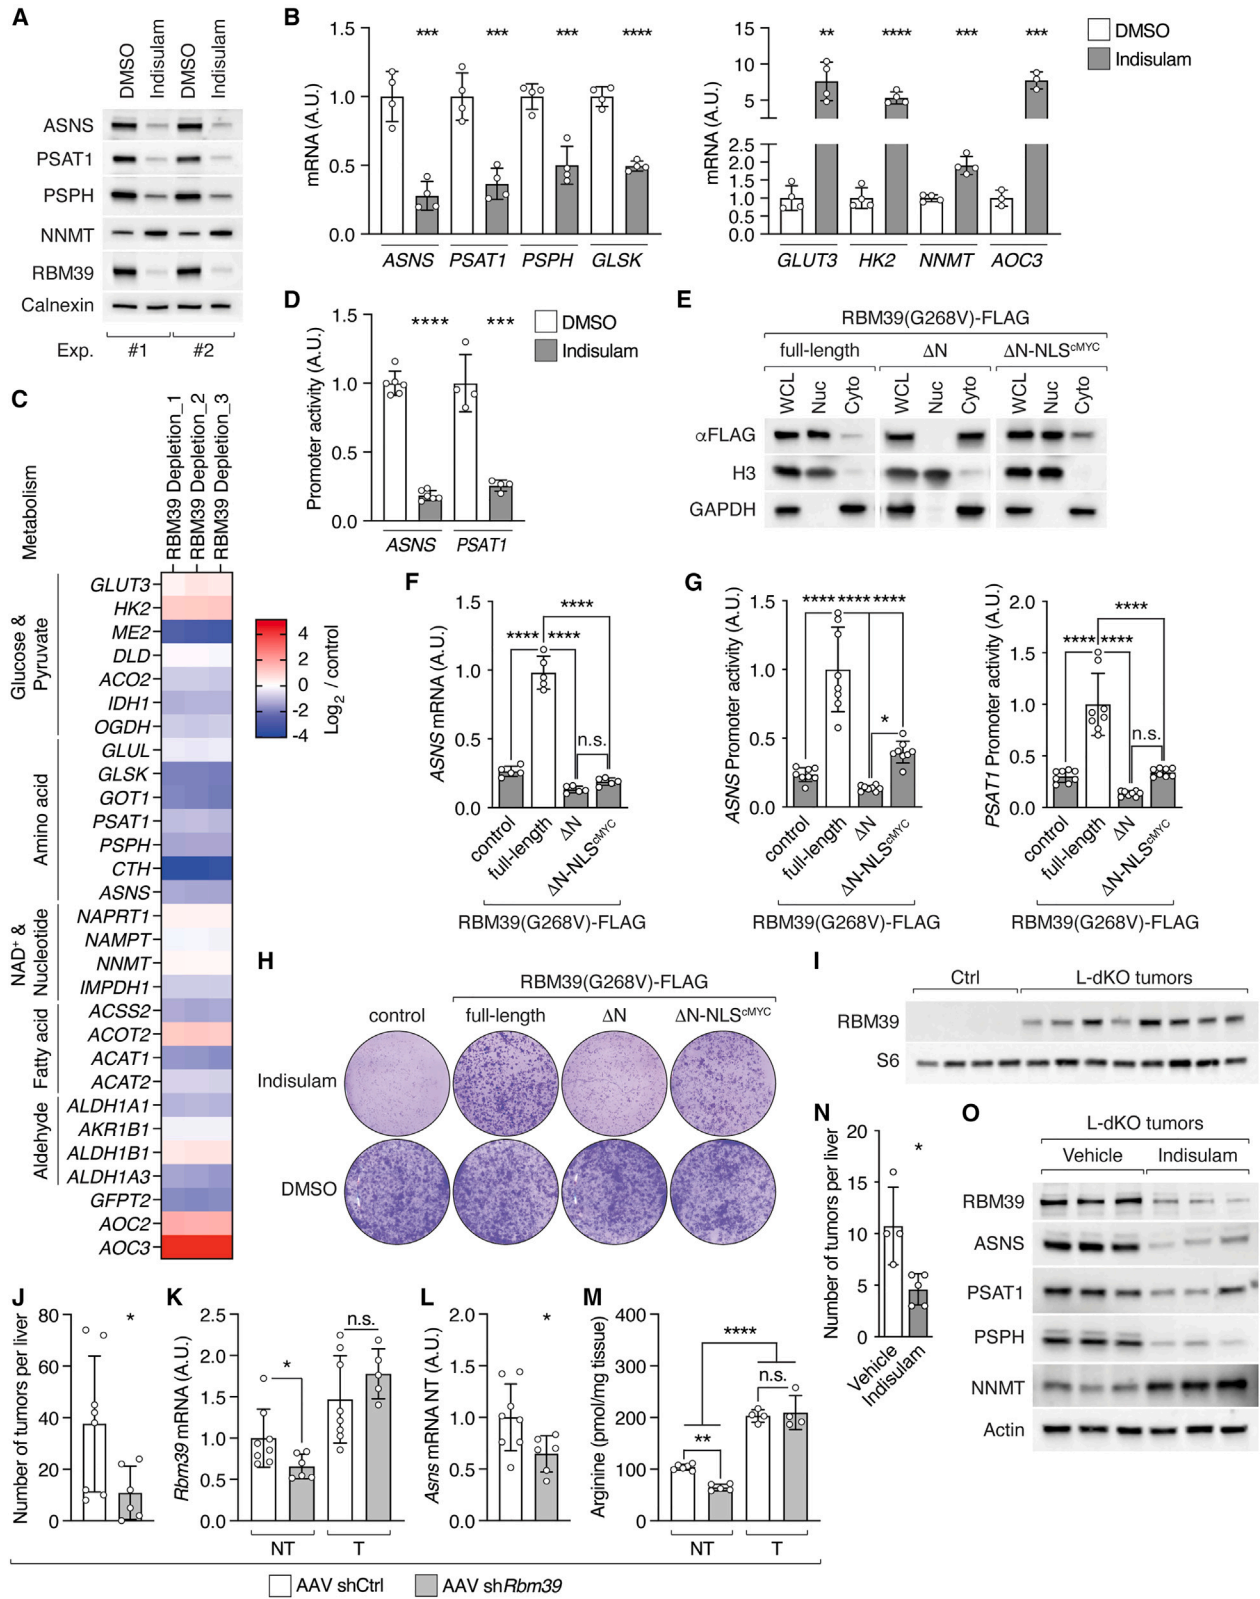 A
DMSO
Indisulam
DMSO
Indisulam
ASNS
PSAT1
PSPH
NNMT
RBM39
Calnexin
Exp.
#1
#2
B
mRNA (A.U.)
1.5
1.0
0.5
0.0
*** *** *** ****
ASNS PSAT1 PSPH GLSK
mRNA (A.U.)
15
10
5
2.5
2.0
1.5
1.0
0.5
0.0
** **** *** ***
GLUT3 HK2 NNMT AOC3
DMSO
Indisulam
C
Metabolism
RBM39 Depletion_1
RBM39 Depletion_2
RBM39 Depletion_3
Glucose &
Pyruvate
GLUT3
HK2
ME2
DLD
ACO2
IDH1
OGDH
Amino acid
GLUL
GLSK
GOT1
PSAT1
PSPH
CTH
ASNS
NAD+ &
Nucleotide
NAPRT1
NAMPT
NNMT
IMPDH1
Fatty acid
ACSS2
ACOT2
ACAT1
ACAT2
Aldehyde
ALDH1A1
AKR1B1
ALDH1B1
ALDH1A3
GFPT2
AOC2
AOC3
4
2
0
-2
-4
Log2 / control
D
Promoter activity (A.U.)
1.5
1.0
0.5
0.0
**** ***
ASNS PSAT1
DMSO
Indisulam
E
RBM39(G268V)-FLAG
full-length ΔN ΔN-NLScMYC
WCL Nuc Cyto WCL Nuc Cyto WCL Nuc Cyto
αFLAG
H3
GAPDH
F
ASNS mRNA (A.U.)
1.5
1.0
0.5
0.0
****
**** ****
n.s.
control
full-length
ΔN
ΔN-NLScMYC
RBM39(G268V)-FLAG
G
ASNS Promoter activity (A.U.)
1.5
1.0
0.5
0.0
**** **** ****
*
control
full-length
ΔN
ΔN-NLScMYC
RBM39(G268V)-FLAG
PSAT1 Promoter activity (A.U.)
2.0
1.5
1.0
0.5
0.0
****
**** ****
n.s.
control
full-length
ΔN
ΔN-NLScMYC
RBM39(G268V)-FLAG
H
RBM39(G268V)-FLAG
control full-length ΔN ΔN-NLScMYC
Indisulam
DMSO
I
Ctrl L-dKO tumors
RBM39
S6
J
Number of tumors per liver
80
60
40
20
0
*
K
Rbm39 mRNA (A.U.)
2.5
2.0
1.5
1.0
0.5
0.0
*
n.s.
NT T
L
Asns mRNA NT (A.U.)
2.0
1.5
1.0
0.5
0.0
*
M
Arginine (pmol/mg tissue)
400
300
200
100
0
****
**
n.s.
NT T
AAV shCtrl AAV shRbm39
N
Number of tumors per liver
20
15
10
5
0
*
Vehicle
Indisulam
O
L-dKO tumors
Vehicle Indisulam
RBM39
ASNS
PSAT1
PSPH
NNMT
Actin